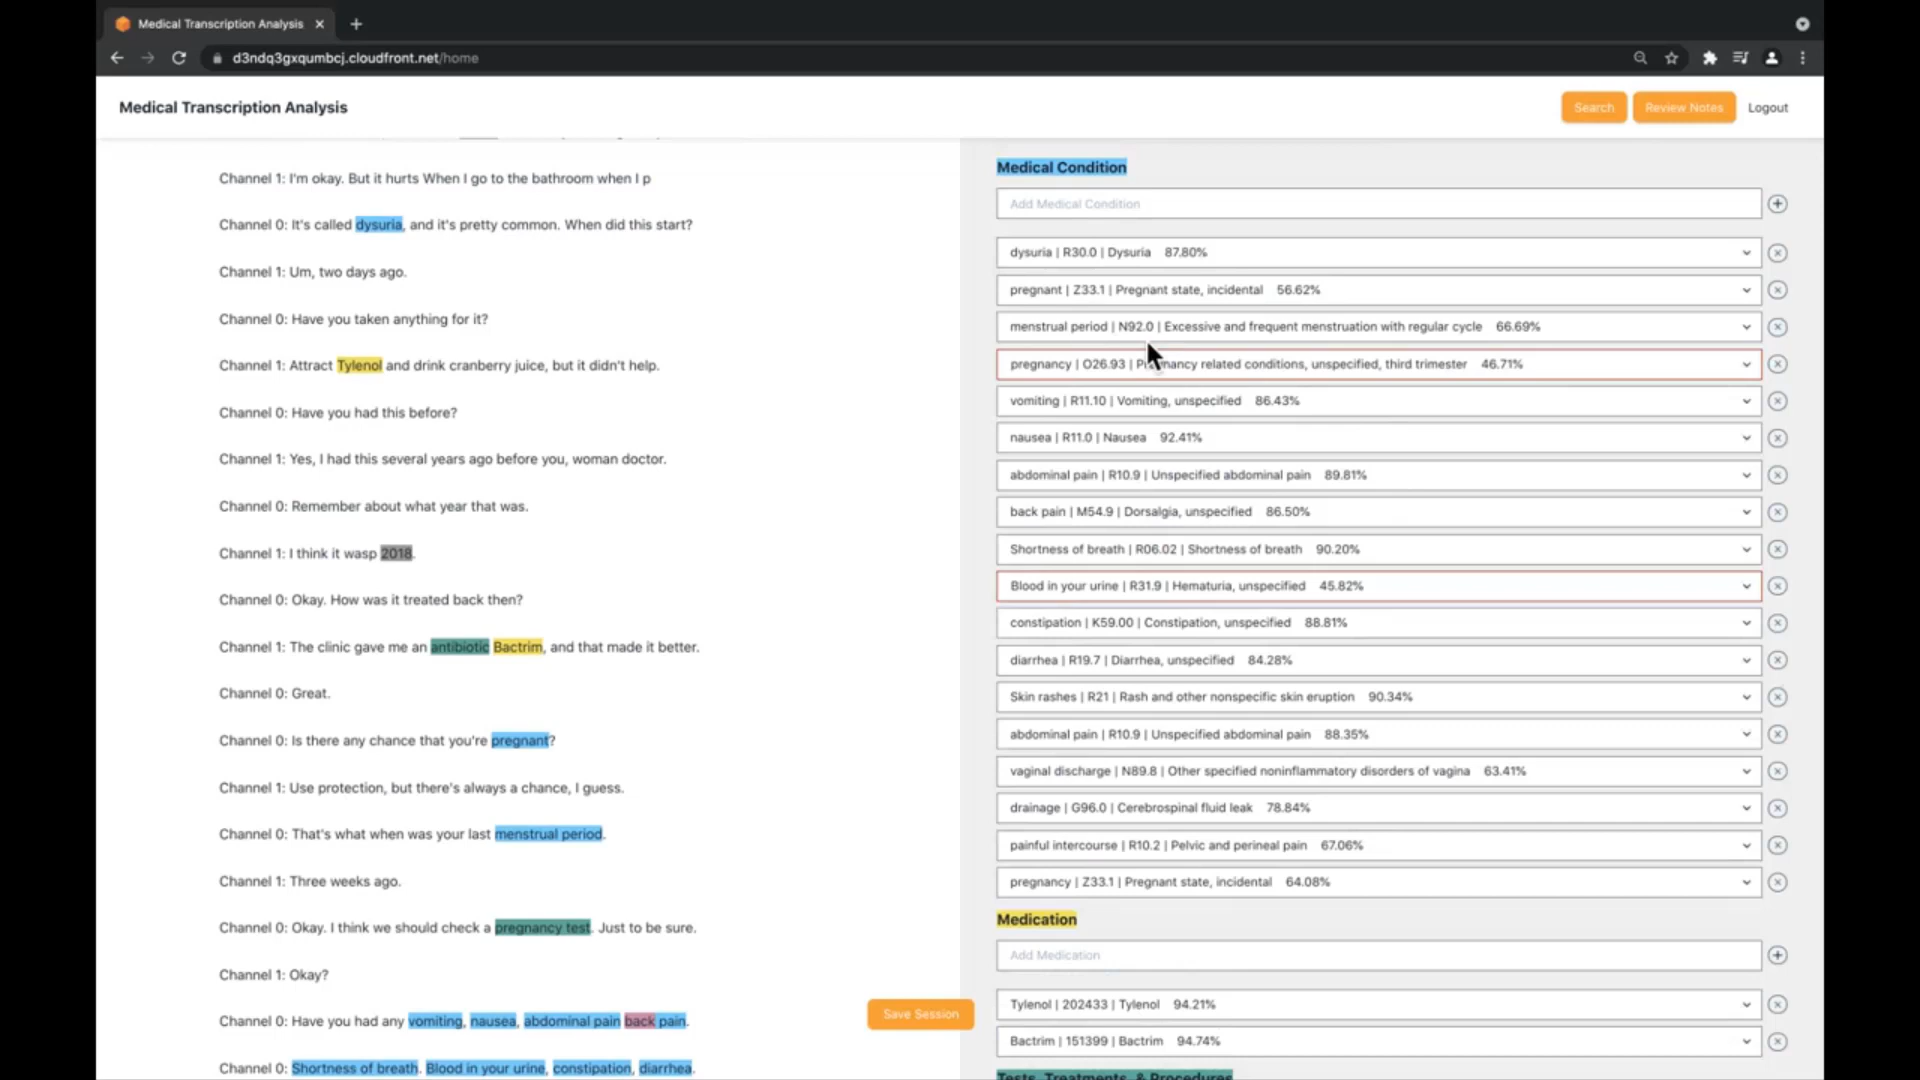 Medical Transcription Analysis
d3ndq3gxqumbcj.cloudfront.net/home
Medical Transcription Analysis
Search
Review Notes
Logout
Channel 1: I'm okay. But it hurts When I go to the bathroom when I p
Channel 0: It's called dysuria, and it's pretty common. When did this start?
Channel 1: Um, two days ago.
Channel 0: Have you taken anything for it?
Channel 1: Attract Tylenol and drink cranberry juice, but it didn't help.
Channel 0: Have you had this before?
Channel 1: Yes, I had this several years ago before you, woman doctor.
Channel 0: Remember about what year that was.
Channel 1: I think it wasp 2018.
Channel 0: Okay. How was it treated back then?
Channel 1: The clinic gave me an antibiotic Bactrim, and that made it better.
Channel 0: Great.
Channel 0: Is there any chance that you're pregnant?
Channel 1: Use protection, but there's always a chance, I guess.
Channel 0: That's what when was your last menstrual period.
Channel 1: Three weeks ago.
Channel 0: Okay. I think we should check a pregnancy test. Just to be sure.
Channel 1: Okay?
Channel 0: Have you had any vomiting, nausea, abdominal pain back pain.
Channel 0: Shortness of breath. Blood in your urine, constipation, diarrhea.
Save Session
Medical Condition
Add Medical Condition
dysuria | R30.0 | Dysuria 87.80%
pregnant | Z33.1 | Pregnant state, incidental 56.62%
menstrual period | N92.0 | Excessive and frequent menstruation with regular cycle 66.69%
pregnancy | O26.93 | related conditions, unspecified, third trimester 46.71%
vomiting | R11.10 | Vomiting, unspecified 86.43%
nausea | R11.0 | Nausea 92.41%
abdominal pain | R10.9 | Unspecified abdominal pain 89.81%
back pain | M54.9 | Dorsalgia, unspecified 86.50%
Shortness of breath | R06.02 | Shortness of breath 90.20%
Blood in your urine | R31.9 | Hematuria, unspecified 45.82%
constipation | K59.00 | Constipation, unspecified 88.81%
diarrhea | R19.7 | Diarrhea, unspecified 84.28%
Skin rashes | R21 | Rash and other nonspecific skin eruption 90.34%
abdominal pain | R10.9 | Unspecified abdominal pain 88.35%
vaginal discharge | N89.8 | Other specified noninflammatory disorders of vagina 63.41%
drainage | G96.0 | Cerebrospinal fluid leak 78.84%
painful intercourse | R10.2 | Pelvic and perineal pain 67.06%
pregnancy | Z33.1 | Pregnant state, incidental 64.08%
Medication
Add Medication
Tylenol | 202433 | Tylenol 94.21%
Bactrim | 151399 | Bactrim 94.74%
Tests, Treatments, & Procedures